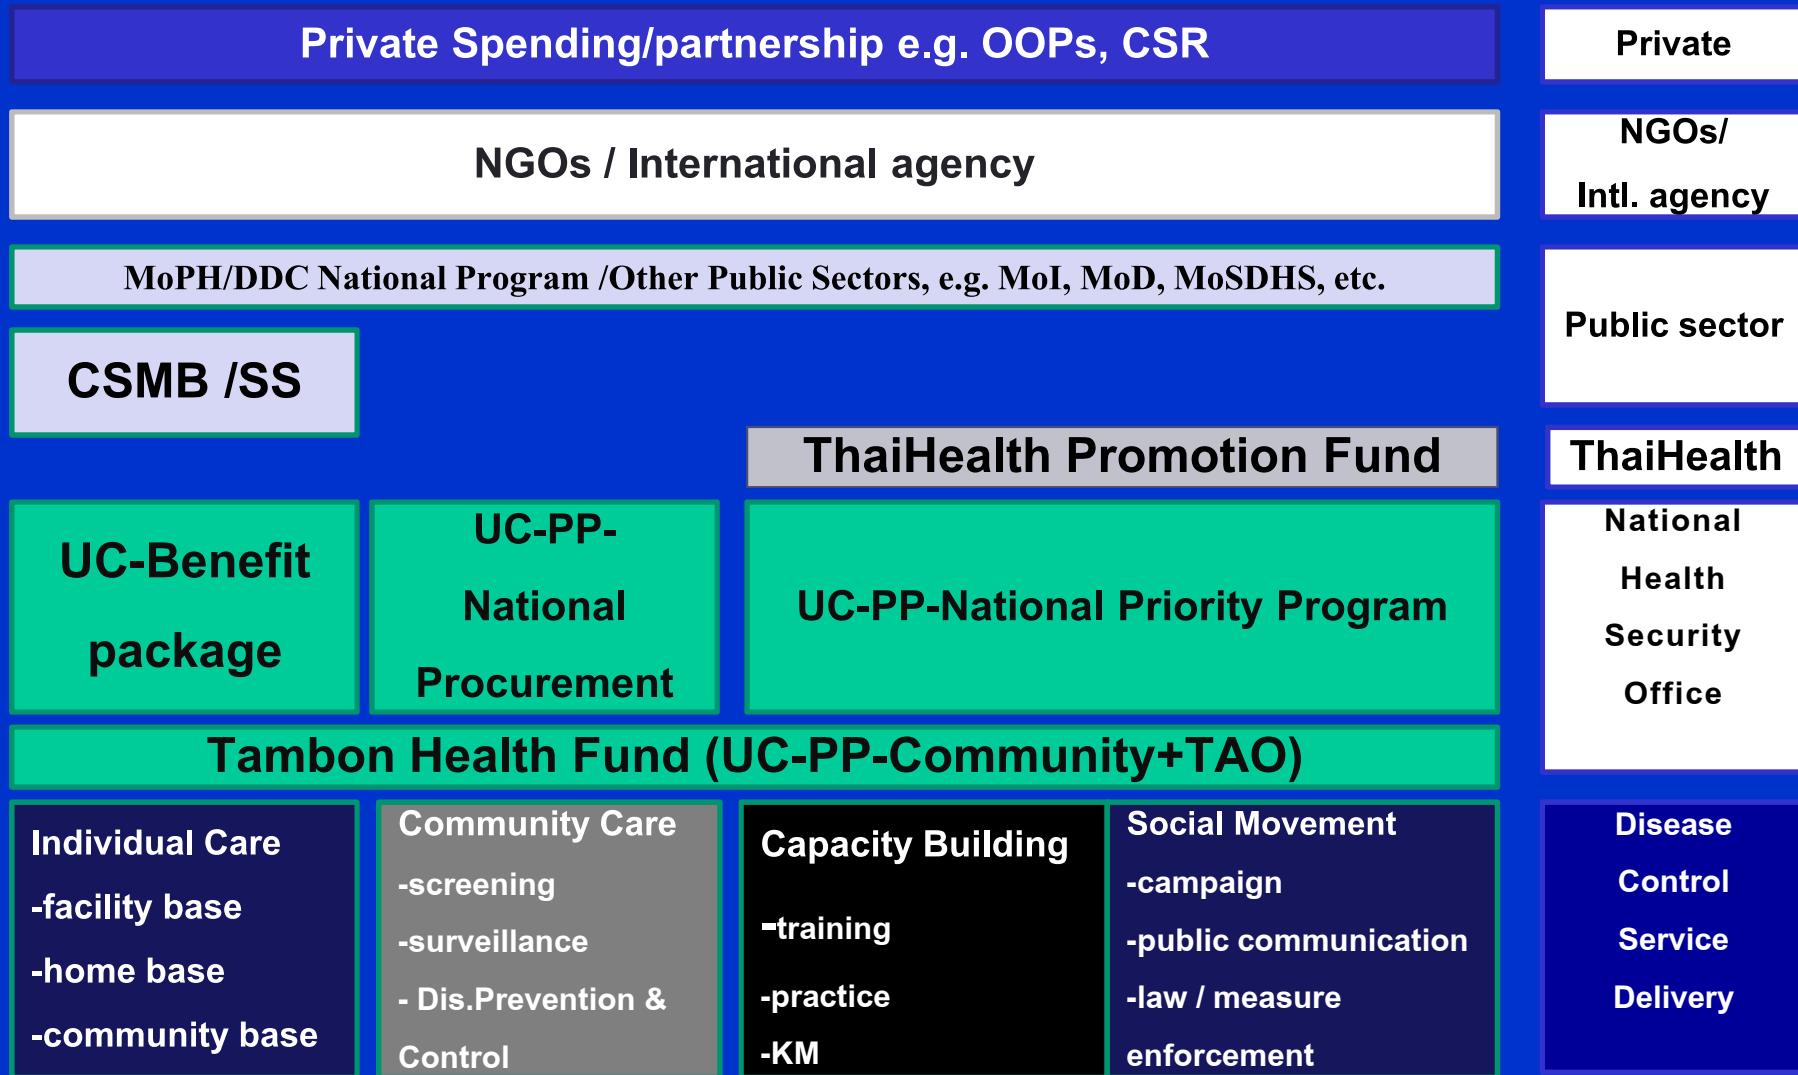 Private Spending/partnership e.g. OOPs, CSR
Private
NGOs / International agency
NGOs/
Intl. agency
MoPH/DDC National Program /Other Public Sectors, e.g. MoI, MoD, MoSDHS, etc.
Public sector
CSMB /SS
ThaiHealth Promotion Fund
ThaiHealth
UC-Benefit
package
UC-PP-
National
Procurement
UC-PP-National Priority Program
National
Health
Security
Office
Tambon Health Fund (UC-PP-Community+TAO)
Individual Care
-facility base
-home base
-community base
Community Care
-screening
-surveillance
- Dis.Prevention &
Control
Capacity Building
-training
-practice
-KM
Social Movement
-campaign
-public communication
-law / measure
enforcement
Disease
Control
Service
Delivery